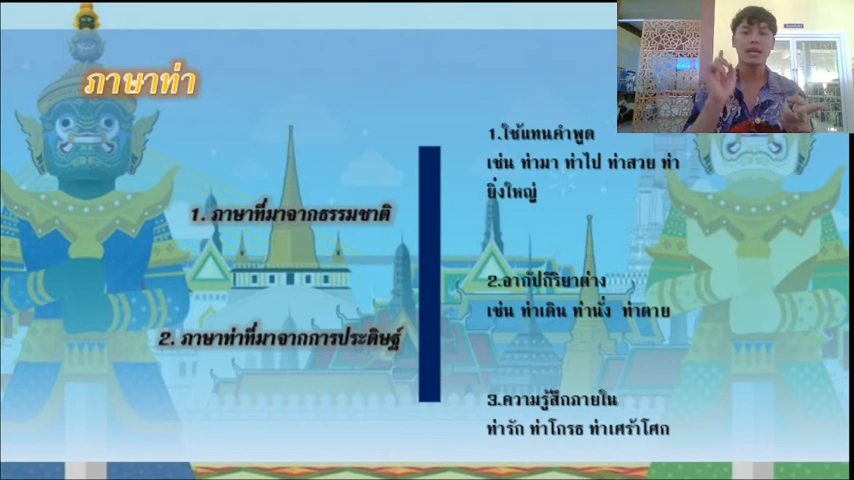 ภาษาท่า
1. ภาษาที่มาจากธรรมชาติ
2. ภาษาท่าที่มาจากการประดิษฐ์
1.ใช้แทนคำพูด
เช่น ท่ามา ท่าไป ท่าสวย ท่า
ยิ่งใหญ่
2.อากัปกิริยาต่าง
เช่น ท่าเดิน ท่านั่ง ท่าตาย
3.ความรู้สึกภายใน
ท่ารัก ท่าโกรธ ท่าเศร้าโศก